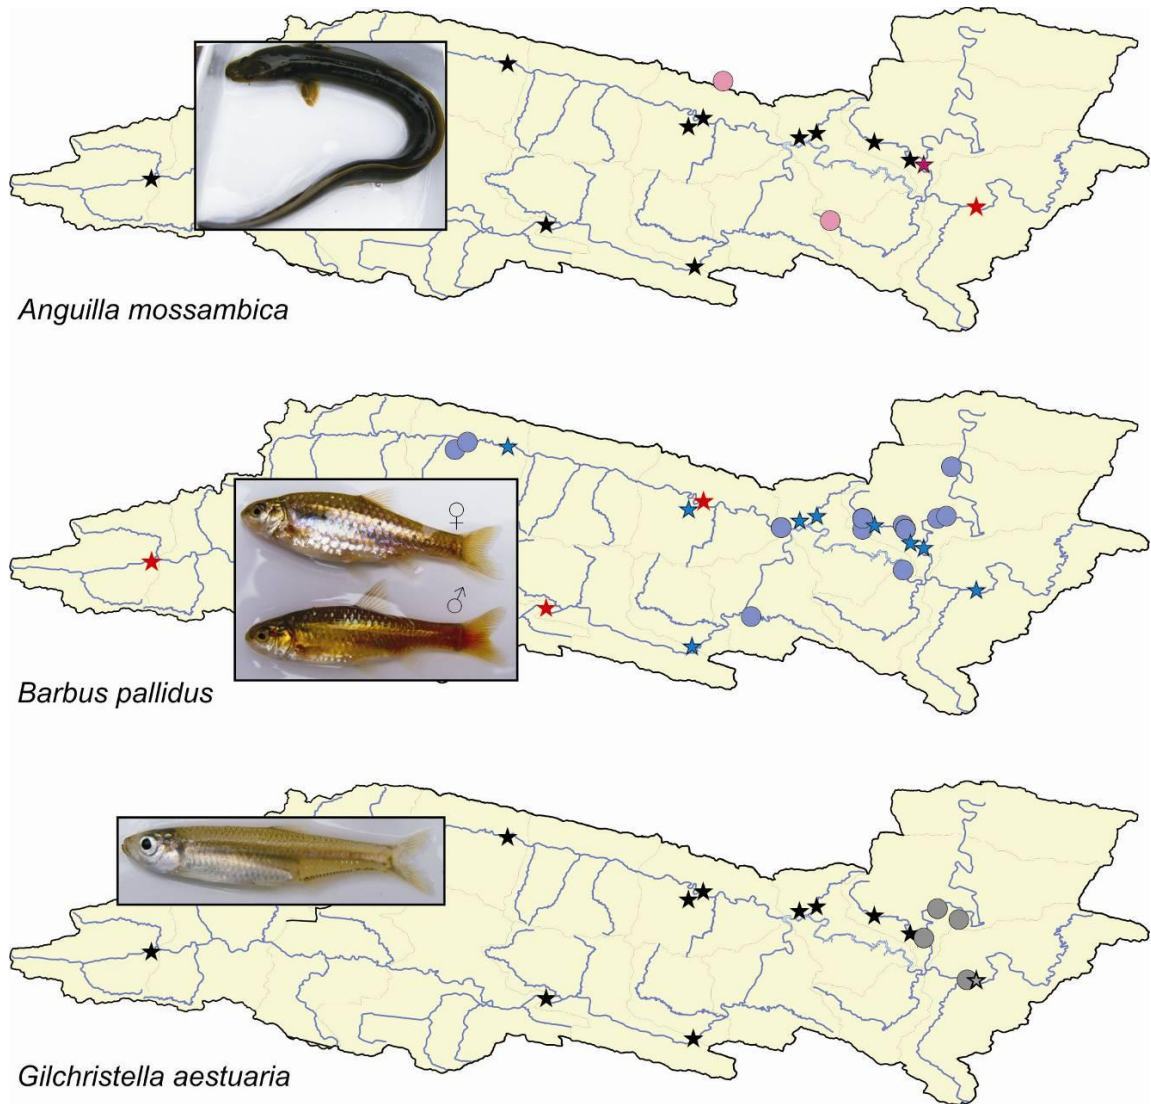 Anguilla mossambica
♀
♂
Barbus pallidus
Gilchristella aestuaria